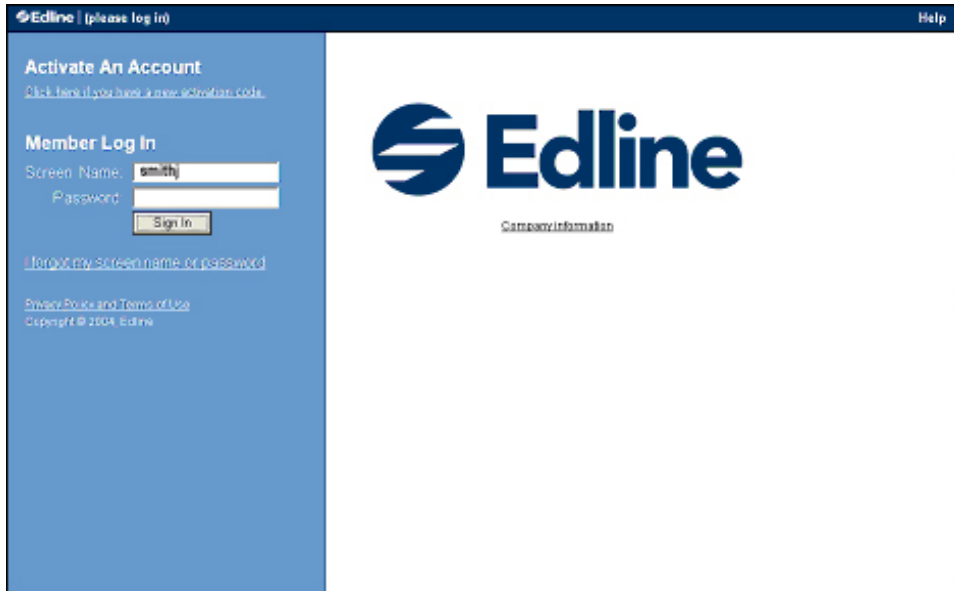 Edline | (please log in)
Help
Activate An Account
Click here if you have a new activation code.
Member Log In
Screen Name:
smithj
Password
Sign In
I forgot my screen name or password
Privacy Policy and Terms of Use
Copyright © 2004, Edline
Edline
Company information